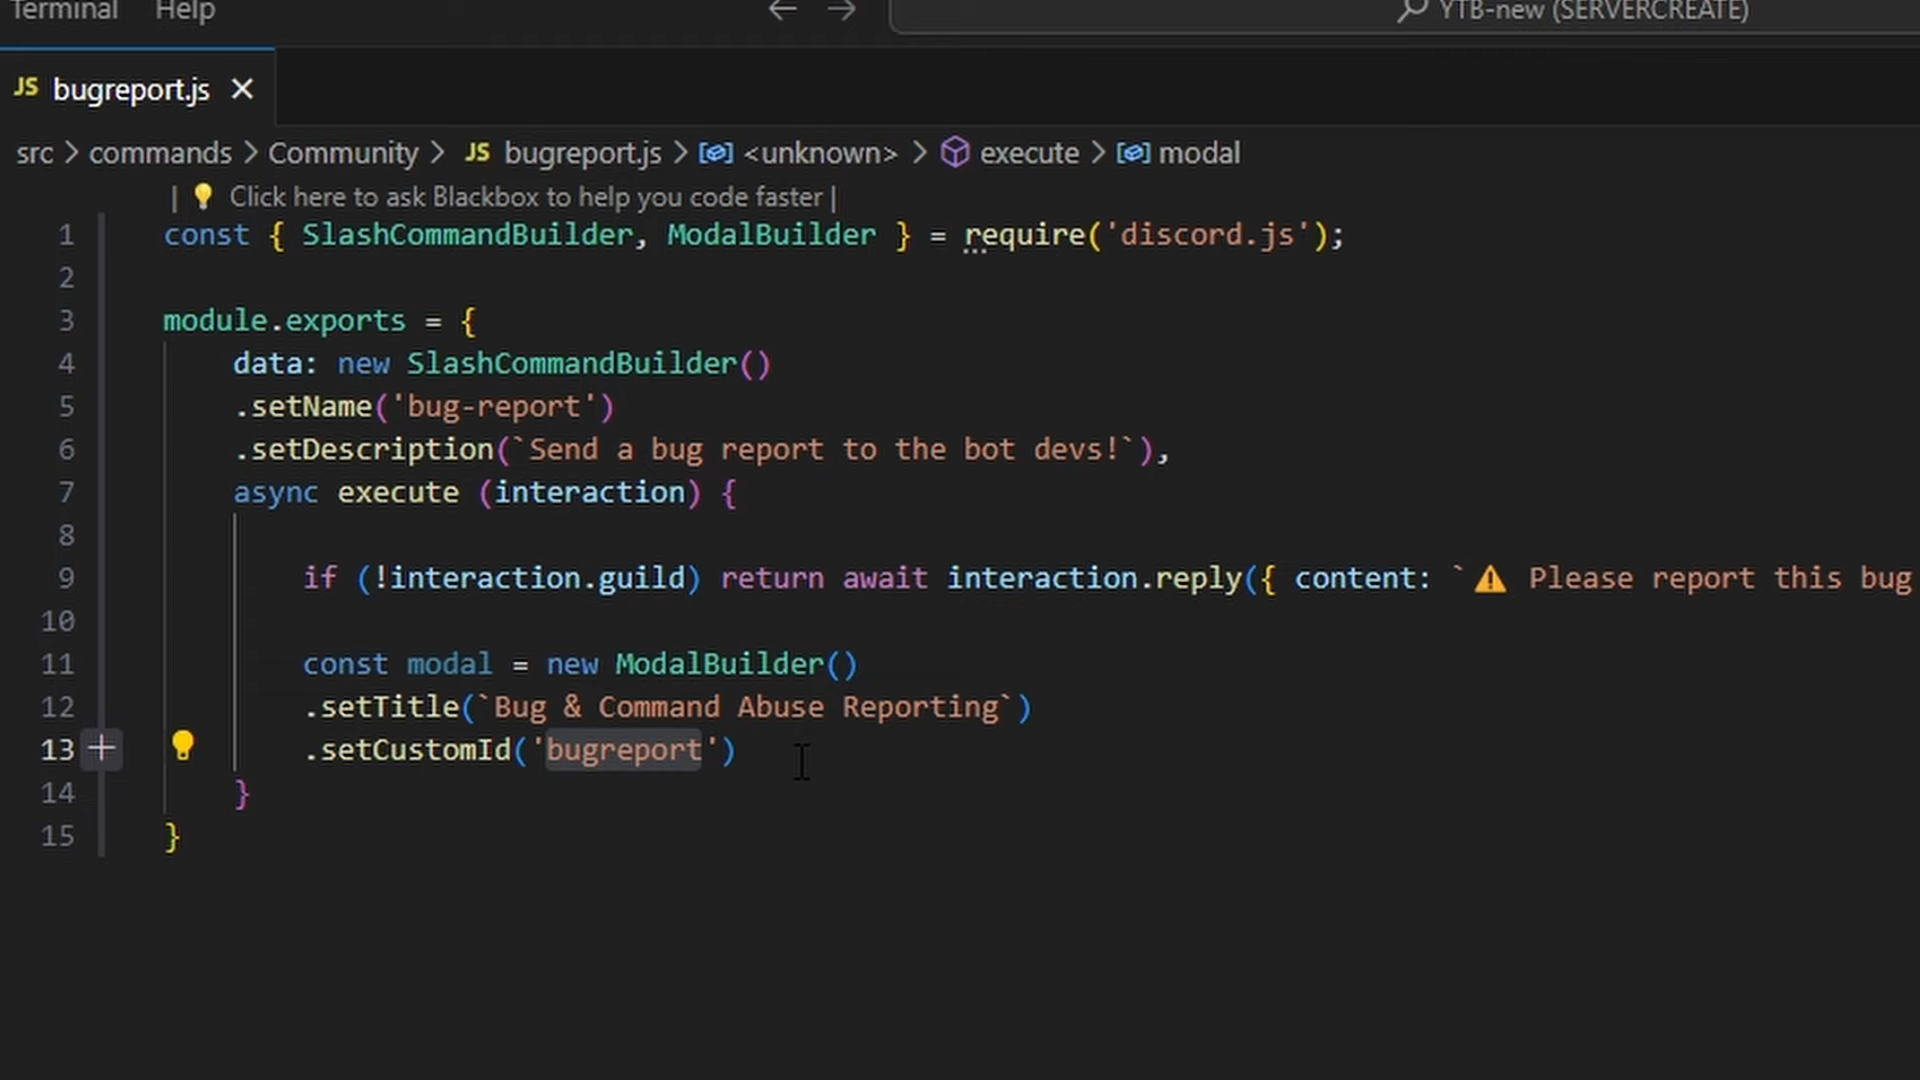 Terminal Help ← → YTB-new (SERVERCREATE)
JS bugreport.js ×
src > commands > Community > JS bugreport.js > <unknown> > execute > modal
| 💡 Click here to ask Blackbox to help you code faster |
1 const { SlashCommandBuilder, ModalBuilder } = require('discord.js');
2
3 module.exports = {
4     data: new SlashCommandBuilder()
5     .setName('bug-report')
6     .setDescription(`Send a bug report to the bot devs!`),
7     async execute (interaction) {
8
9         if (!interaction.guild) return await interaction.reply({ content: `⚠️ Please report this bug
10
11         const modal = new ModalBuilder()
12         .setTitle(`Bug & Command Abuse Reporting`)
13         .setCustomId('bugreport')
14     }
15 }